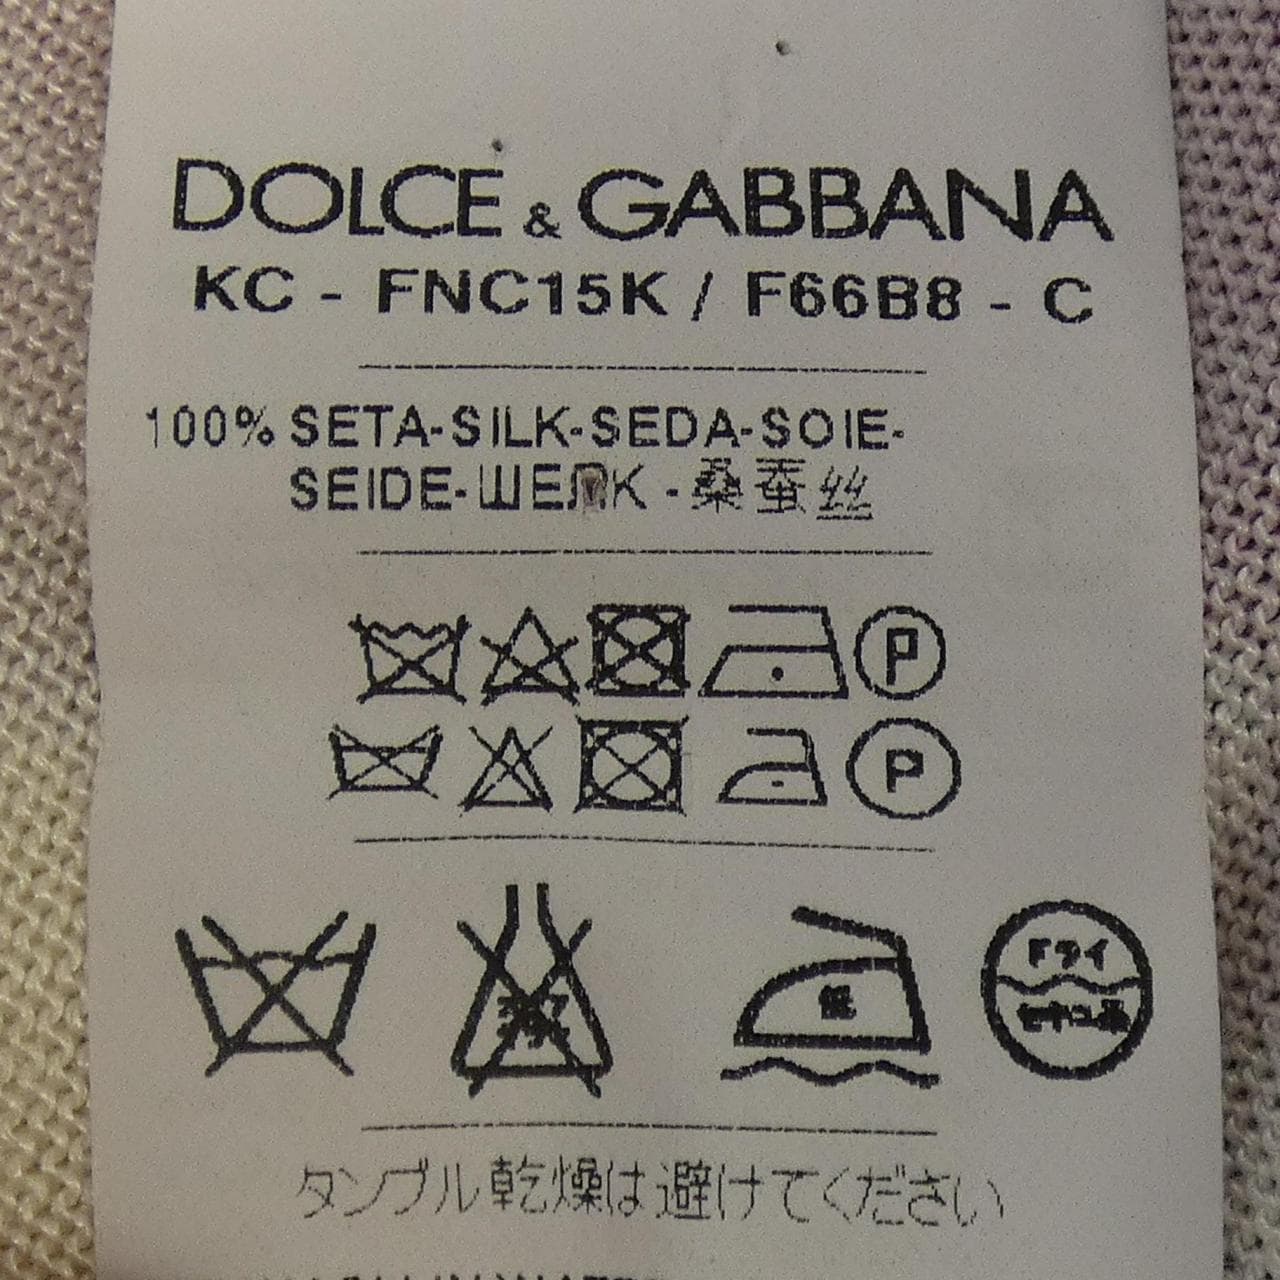 DOLCE & GABBANA
KC - FNC15K / F66B8 - C
100% SETA-SILK-SEDA-SOIE-
SEIDE-ШЕЛК -桑蚕丝
P
P
低
ドライ
タンブル乾燥は避けてください